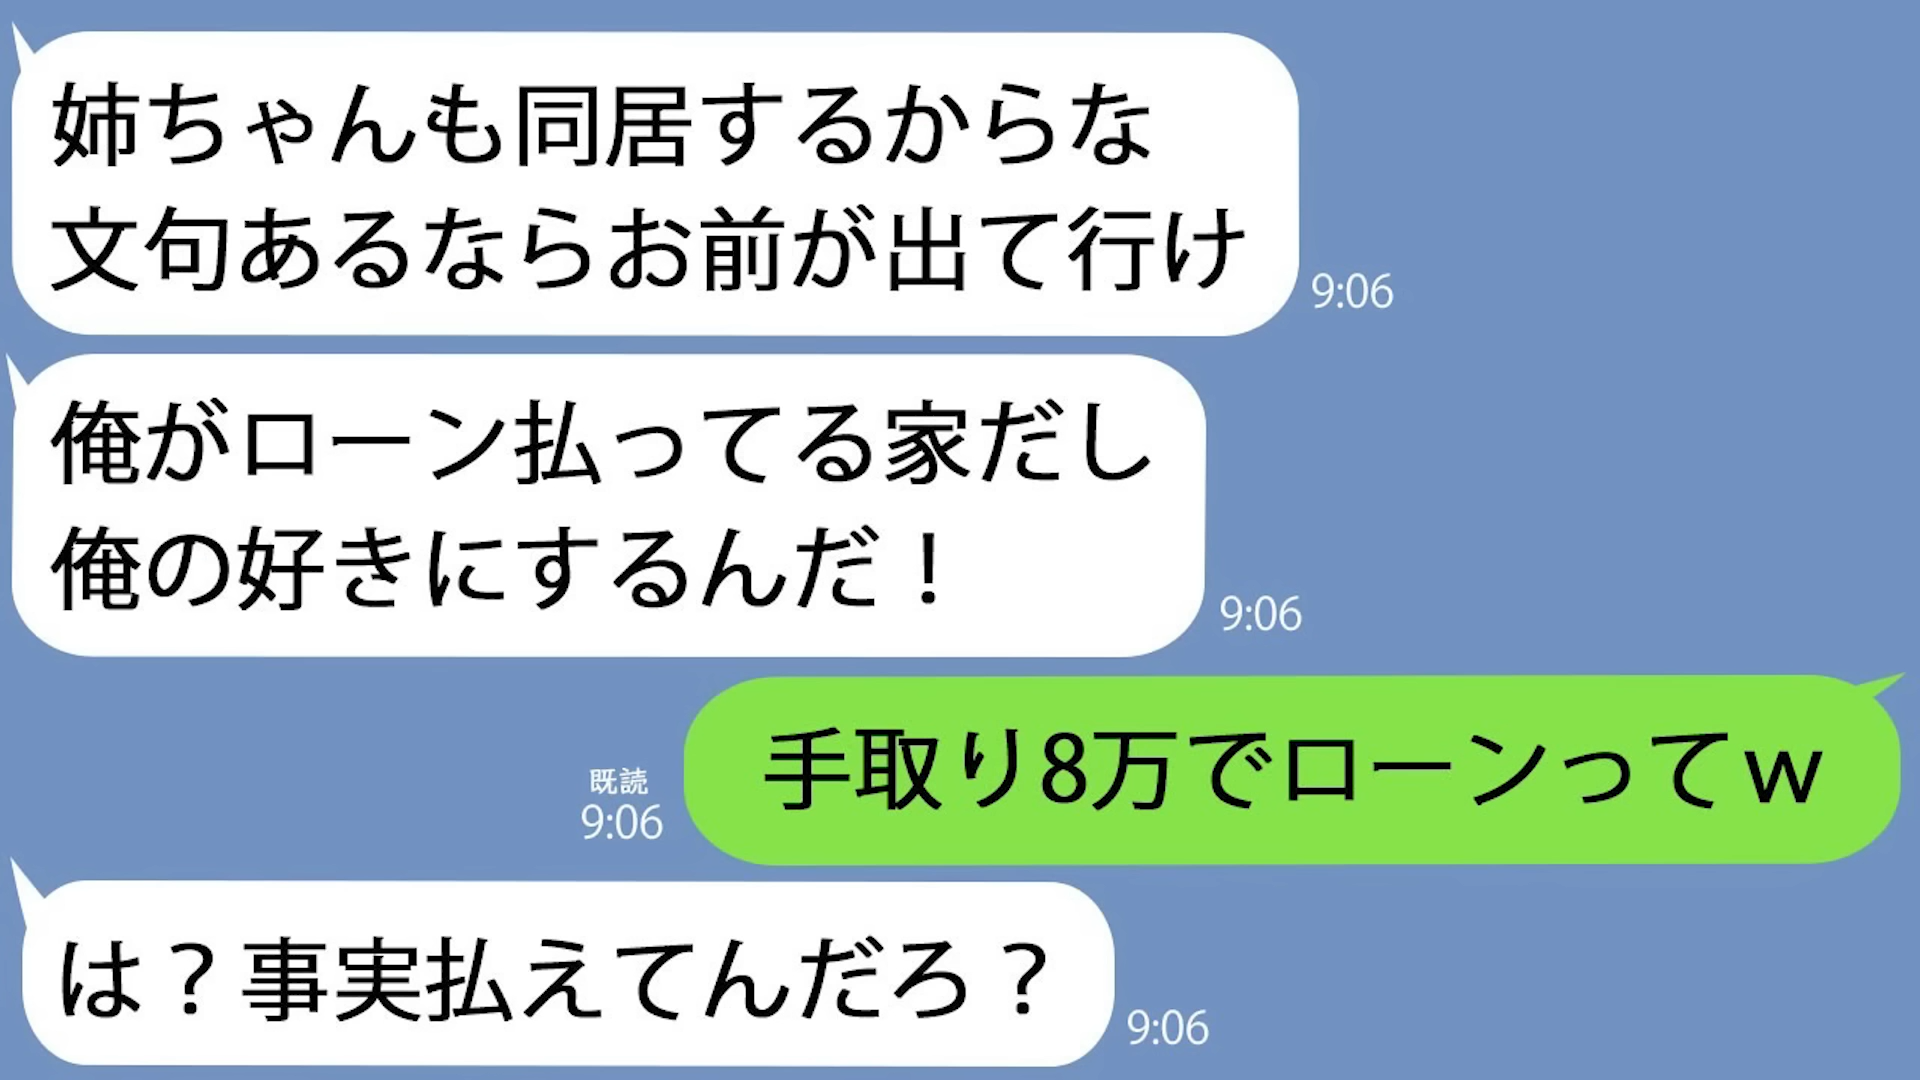 姉ちゃんも同居するからな
文句あるならお前が出て行け
9:06
俺がローン払ってる家だし
俺の好きにするんだ！
9:06
手取り8万でローンってｗ
既読
9:06
は？事実払えてんだろ？
9:06